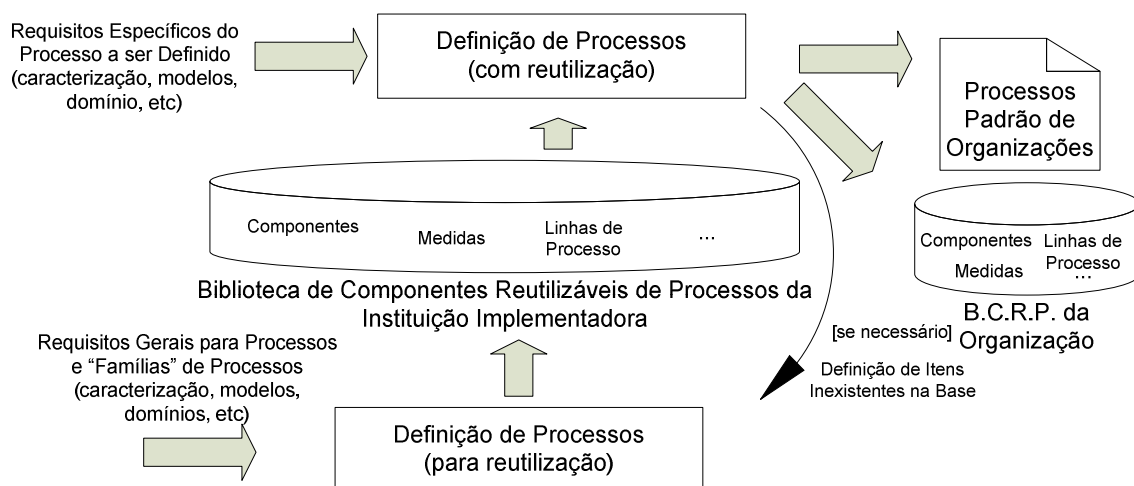 Requisitos Específicos do
Processo a ser Definido
(caracterização, modelos,
domínio, etc)
Definição de Processos
(com reutilização)
Processos
Padrão de
Organizações
Componentes
Medidas
Linhas de
Processo
...
Biblioteca de Componentes Reutilizáveis de Processos da
Instituição Implementadora
Componentes
Linhas de
Processo
Medidas
...
B.C.R.P. da
Organização
[se necessário]
Definição de Itens
Inexistentes na Base
Requisitos Gerais para Processos
e “Famílias” de Processos
(caracterização, modelos,
domínios, etc)
Definição de Processos
(para reutilização)